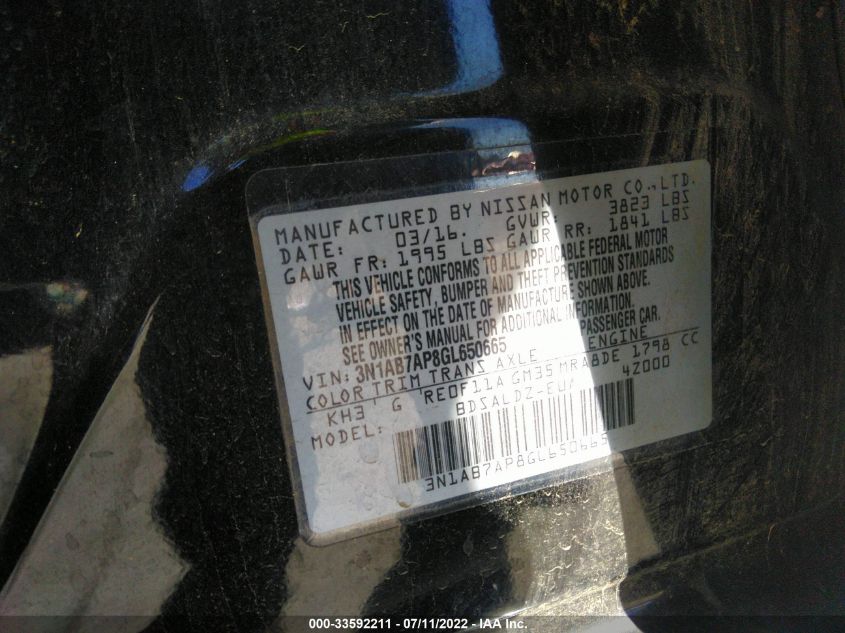 MANUFACTURED BY NISSAN MOTOR CO., LTD.
DATE: 03/16. GVWR: 3823 LBS
GAWR FR: 1995 LBS GAWR RR: 1841 LBS
THIS VEHICLE CONFORMS TO ALL APPLICABLE FEDERAL MOTOR
VEHICLE SAFETY, BUMPER AND THEFT PREVENTION STANDARDS
IN EFFECT ON THE DATE OF MANUFACTURE SHOWN ABOVE.
SEE OWNER'S MANUAL FOR ADDITIONAL INFORMATION.
VIN: 3N1AB7AP8GL650665 PASSENGER CAR.
COLOR TRIM TRANS AXLE ENGINE
KH3 G RE0F11A GM35 MRA8DE 1798 CC
MODEL: BDSALDZ-EUA 4Z000
3N1AB7AP8GL650665
000-33592211 - 07/11/2022 - IAA Inc.